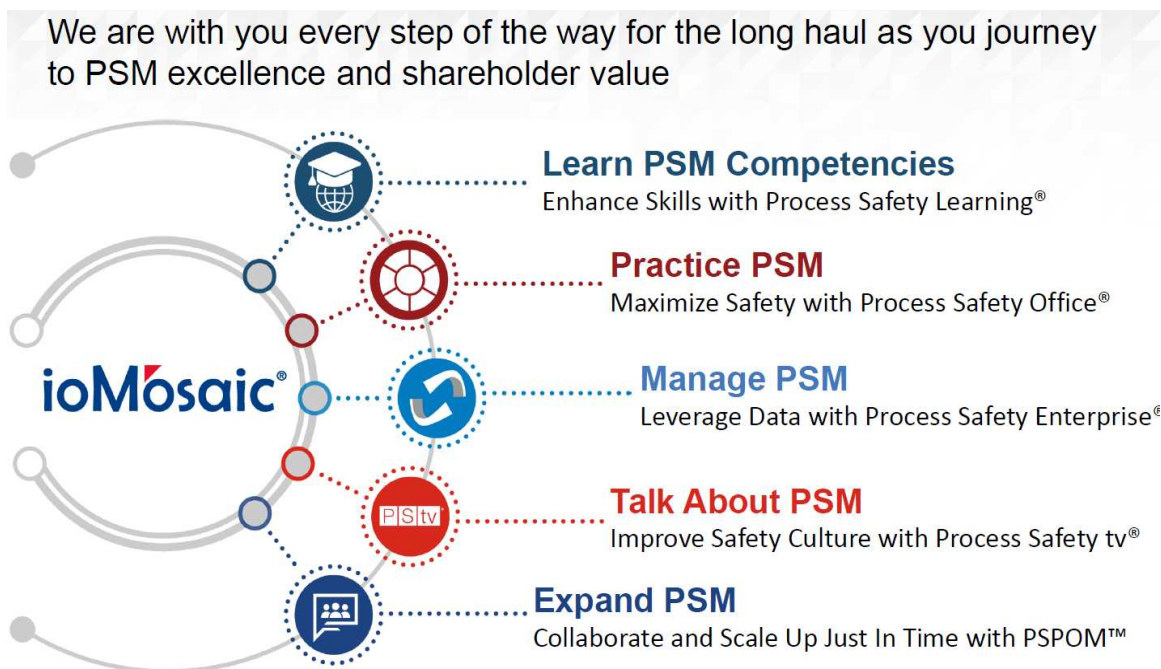 We are with you every step of the way for the long haul as you journey
to PSM excellence and shareholder value
Learn PSM Competencies
Enhance Skills with Process Safety Learning®
Practice PSM
Maximize Safety with Process Safety Office®
ioMosaic®
Manage PSM
Leverage Data with Process Safety Enterprise®
P|S|tv
Talk About PSM
Improve Safety Culture with Process Safety tv®
Expand PSM
Collaborate and Scale Up Just In Time with PSPOM™